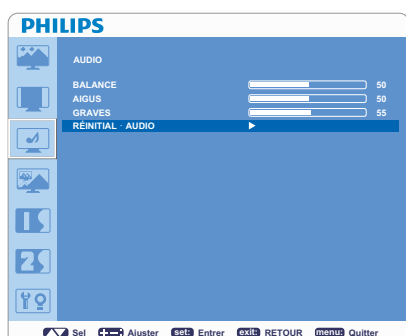 PHILIPS
AUDIO
BALANCE 50
AIGUS 50
GRAVES 55
RÉINITIAL · AUDIO
Sel Ajuster set: Entrer exit: RETOUR menu: Quitter